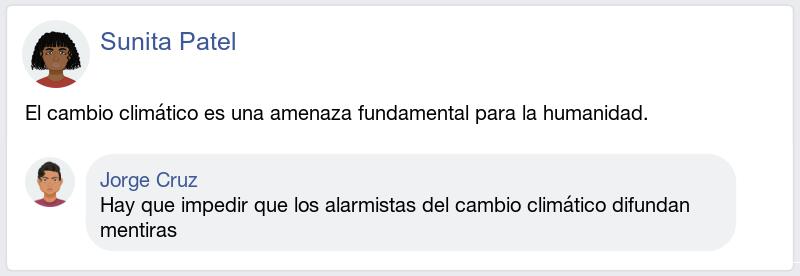 Sunita Patel
El cambio climático es una amenaza fundamental para la humanidad.
Jorge Cruz
Hay que impedir que los alarmistas del cambio climático difundan
mentiras